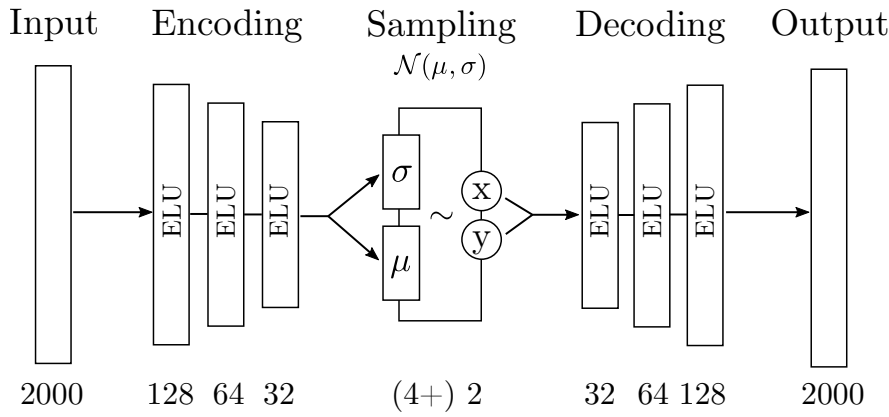 Input Encoding Sampling Decoding Output
𝒩(μ, σ)
ELU ELU ELU σ ~ x ELU ELU ELU
μ y
2000 128 64 32 (4+) 2 32 64 128 2000